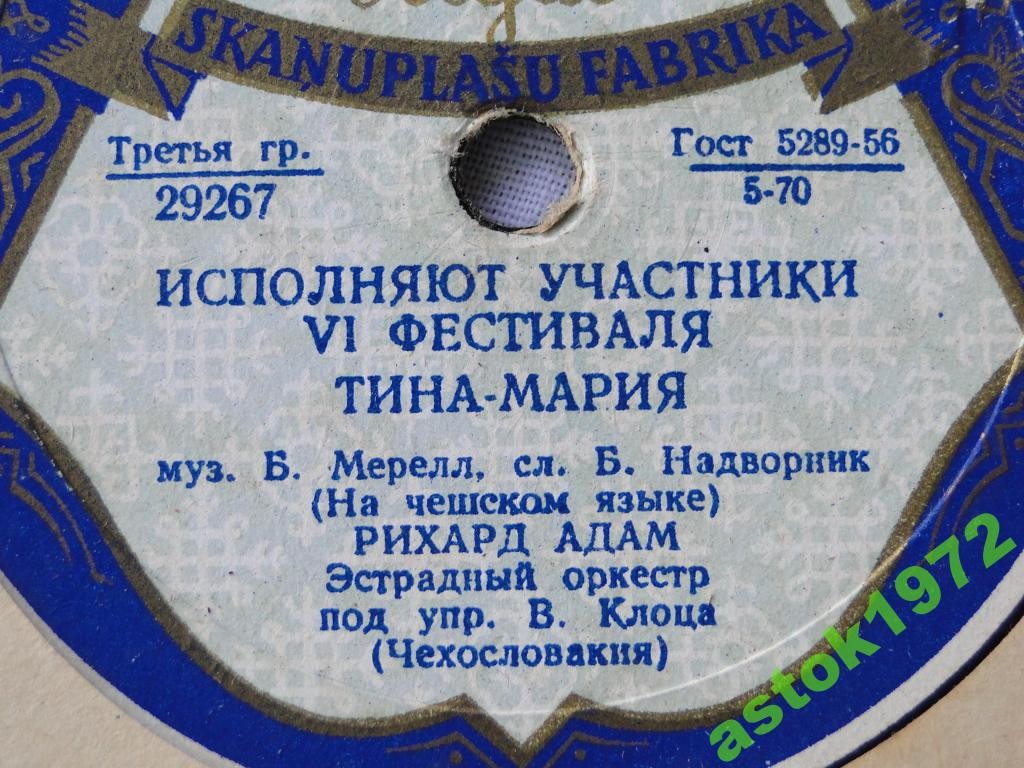 SKAŅUPLAŠU FABRIKA
Третья гр.
29267
Гост 5289-56
5-70
ИСПОЛНЯЮТ УЧАСТНИКИ
VI ФЕСТИВАЛЯ
ТИНА-МАРИЯ
муз. Б. Мерелл, сл. Б. Надворник
(На чешском языке)
РИХАРД АДАМ
Эстрадный оркестр
под упр. В. Клоца
(Чехословакия)
astok1972